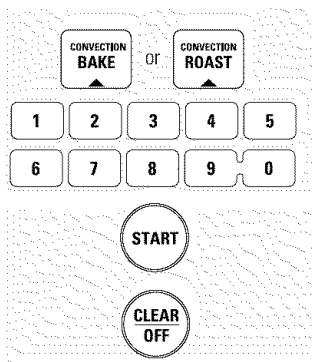 CONVECTION BAKE or CONVECTION ROAST
1 2 3 4 5
6 7 8 9 0
START
CLEAR
OFF